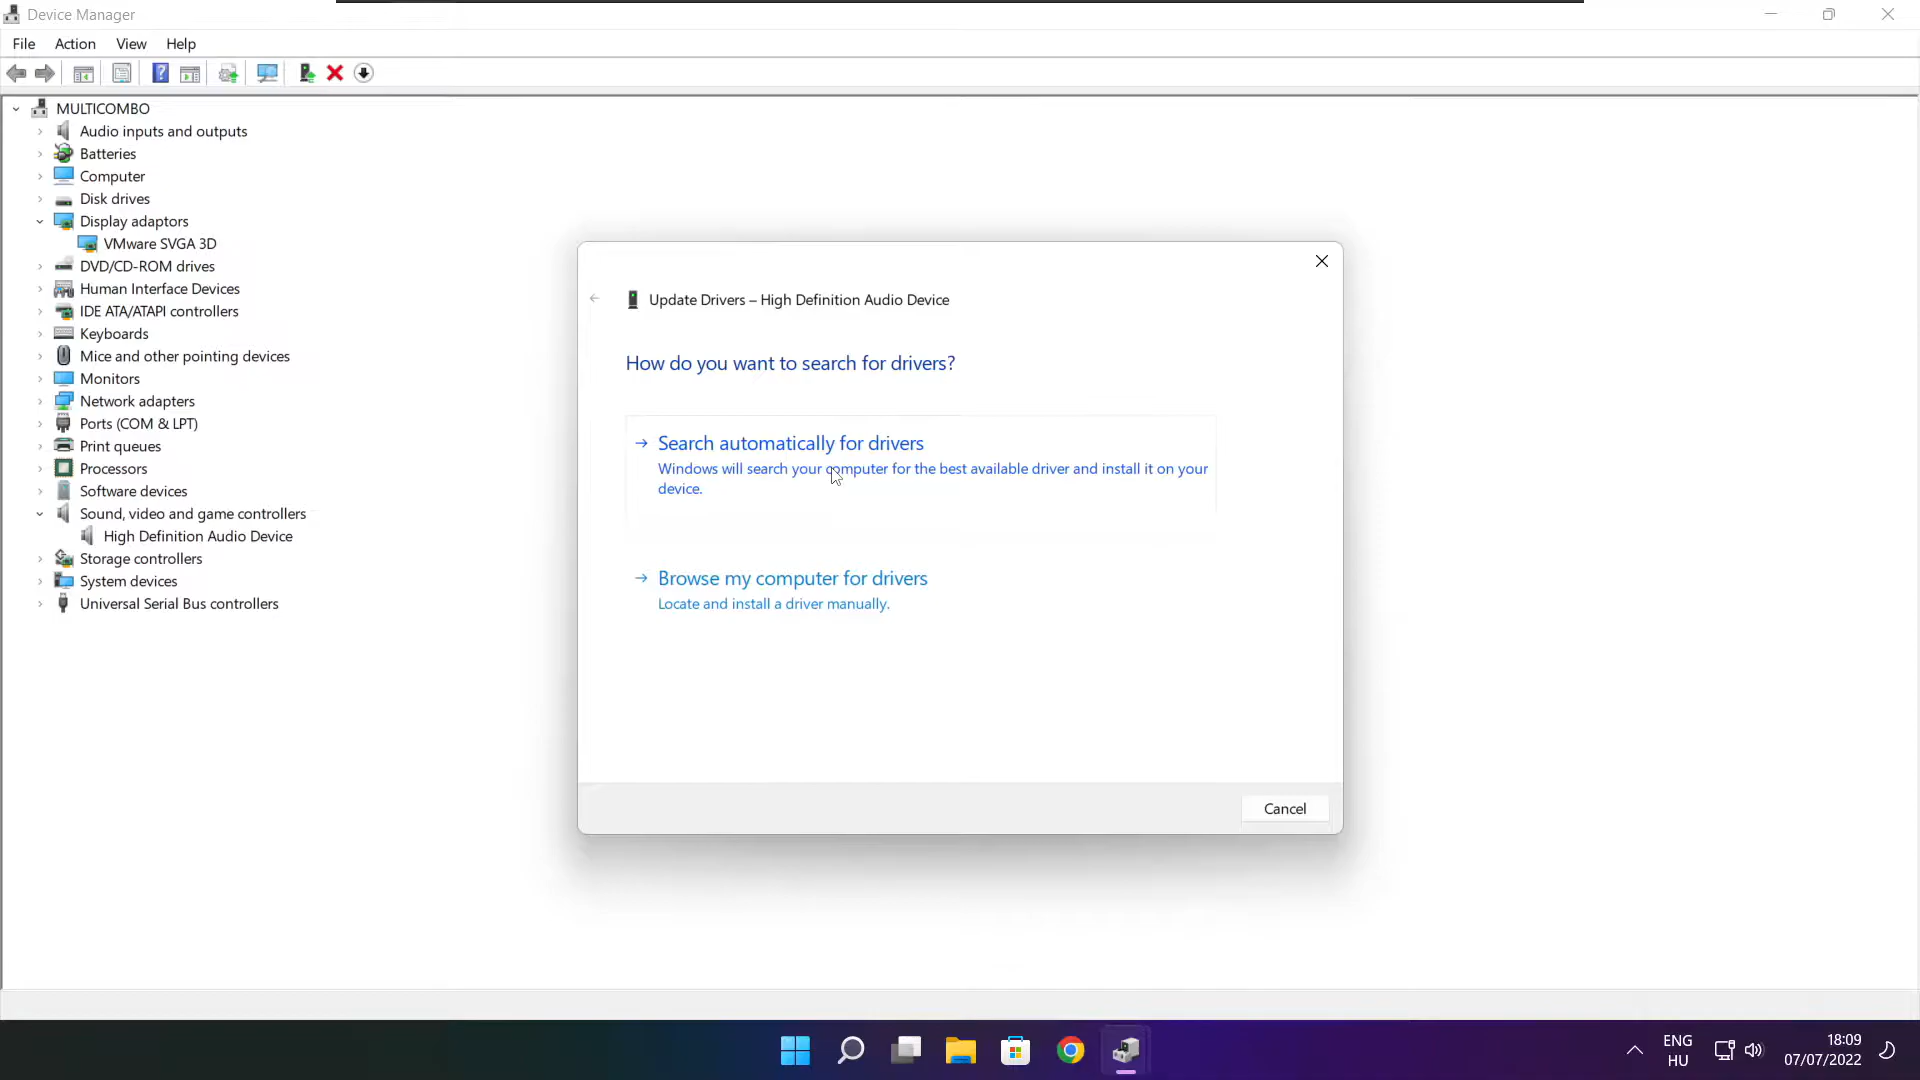 Device Manager
File Action View Help
MULTICOMBO
Audio inputs and outputs
Batteries
Computer
Disk drives
Display adaptors
VMware SVGA 3D
DVD/CD-ROM drives
Human Interface Devices
IDE ATA/ATAPI controllers
Keyboards
Mice and other pointing devices
Monitors
Network adapters
Ports (COM & LPT)
Print queues
Processors
Software devices
Sound, video and game controllers
High Definition Audio Device
Storage controllers
System devices
Universal Serial Bus controllers
Update Drivers – High Definition Audio Device
How do you want to search for drivers?
Search automatically for drivers
Windows will search your computer for the best available driver and install it on your
device.
Browse my computer for drivers
Locate and install a driver manually.
Cancel
ENG
HU
18:09
07/07/2022